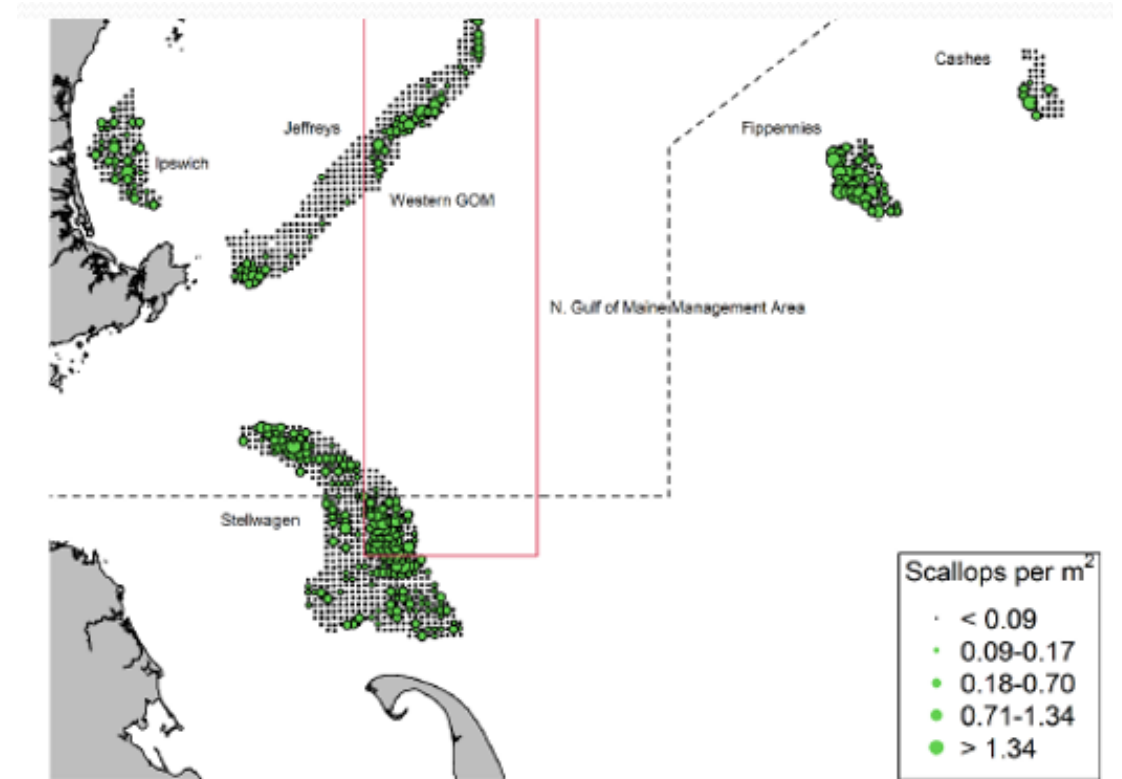 Cashes
Jeffreys
Fippennies
Ipswich
Western GOM
N. Gulf of Maine Management Area
Stellwagen
Scallops per m²
< 0.09
0.09-0.17
0.18-0.70
0.71-1.34
> 1.34